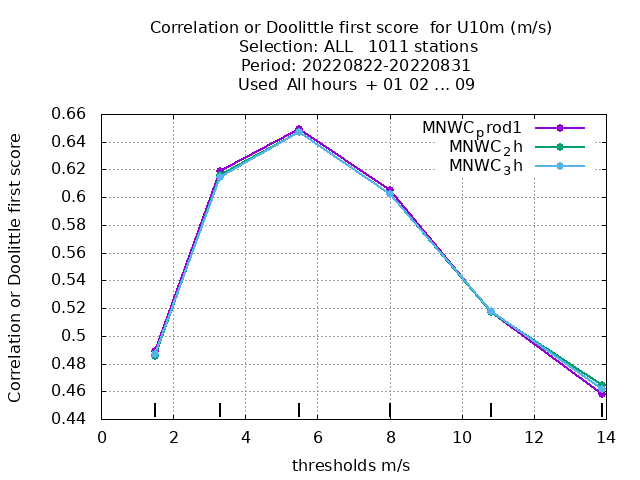 Correlation or Doolittle first score  for U10m (m/s)
Selection: ALL   1011 stations
Period: 20220822-20220831
Used  All hours  + 01 02 ... 09
Correlation or Doolittle first score
0.66
0.64
0.62
0.6
0.58
0.56
0.54
0.52
0.5
0.48
0.46
0.44
MNWCprod1
MNWC2h
MNWC3h
0 2 4 6 8 10 12 14
thresholds m/s